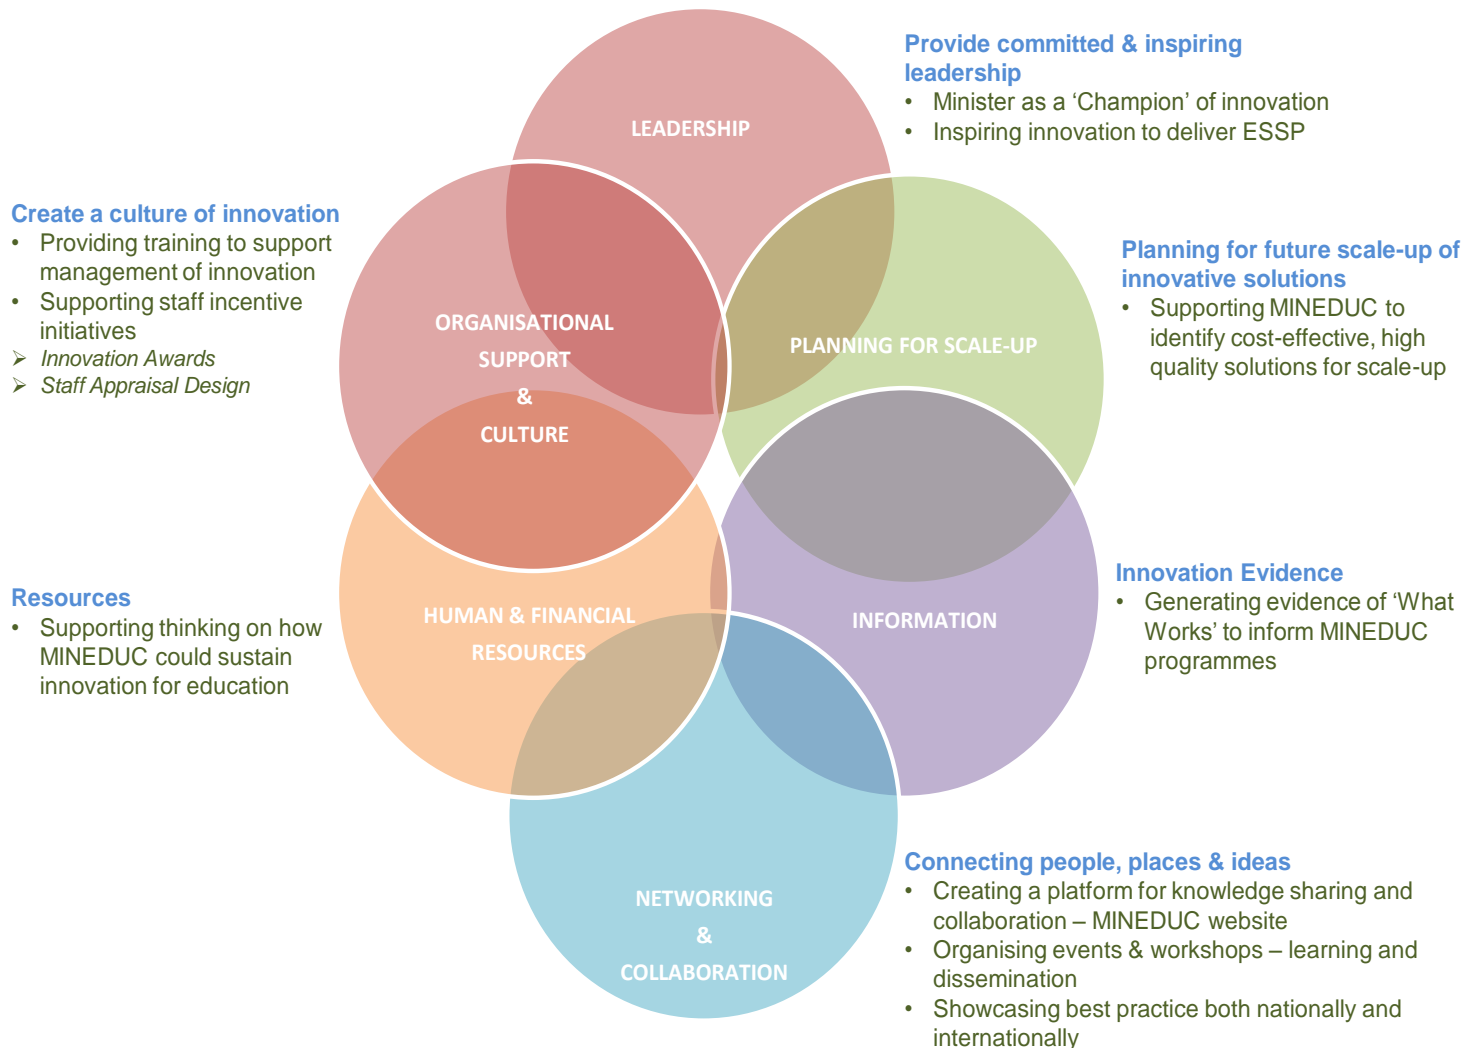 LEADERSHIP
Provide committed & inspiring
leadership
• Minister as a ‘Champion’ of innovation
• Inspiring innovation to deliver ESSP
Create a culture of innovation
• Providing training to support
management of innovation
• Supporting staff incentive
initiatives
➢ Innovation Awards
➢ Staff Appraisal Design
ORGANISATIONAL
SUPPORT
&
CULTURE
PLANNING FOR SCALE-UP
Planning for future scale-up of
innovative solutions
• Supporting MINEDUC to
identify cost-effective, high
quality solutions for scale-up
Resources
• Supporting thinking on how
MINEDUC could sustain
innovation for education
HUMAN & FINANCIAL
RESOURCES
INFORMATION
Innovation Evidence
• Generating evidence of ‘What
Works’ to inform MINEDUC
programmes
NETWORKING
&
COLLABORATION
Connecting people, places & ideas
• Creating a platform for knowledge sharing and
collaboration – MINEDUC website
• Organising events & workshops – learning and
dissemination
• Showcasing best practice both nationally and
internationally